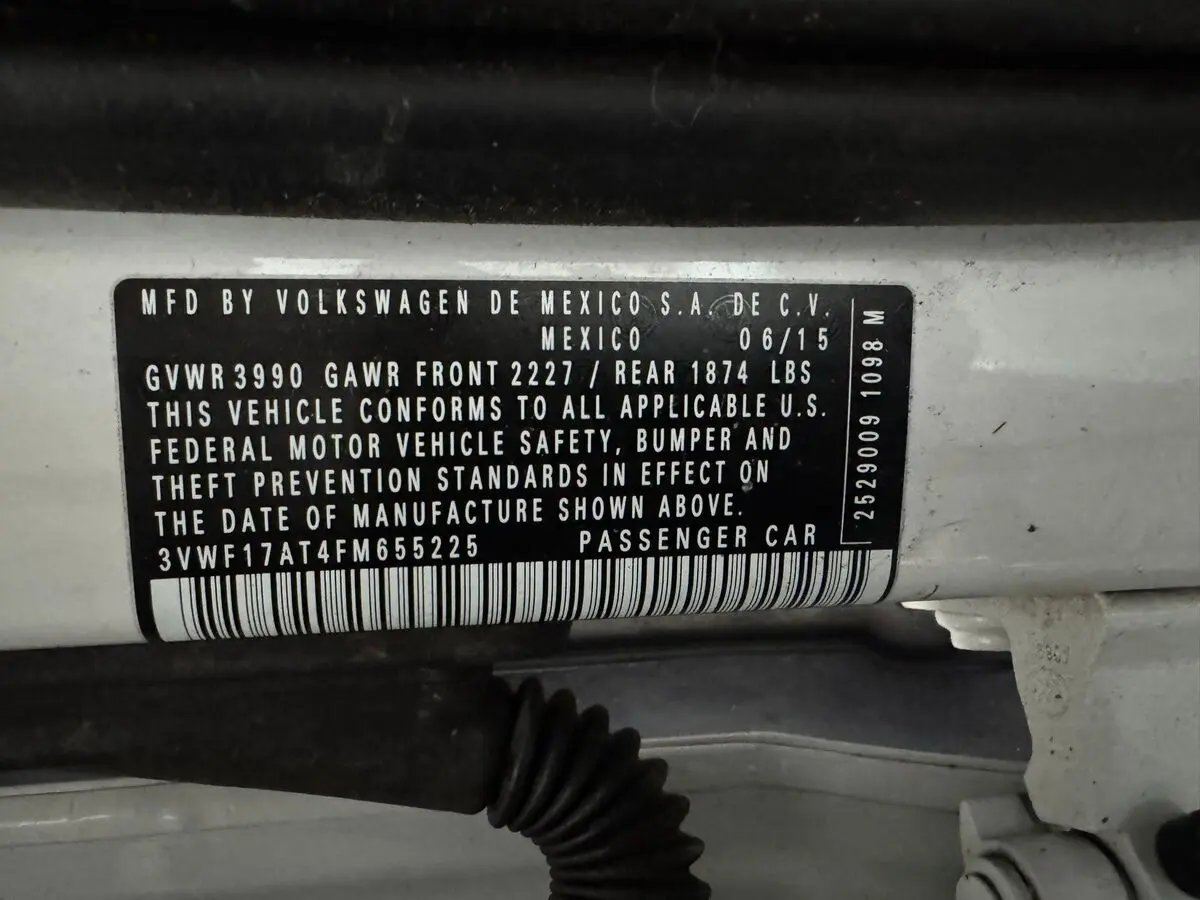 MFD BY VOLKSWAGEN DE MEXICO S.A. DE C.V.
MEXICO 06/15
GVWR 3990 GAWR FRONT 2227 / REAR 1874 LBS
THIS VEHICLE CONFORMS TO ALL APPLICABLE U.S.
FEDERAL MOTOR VEHICLE SAFETY, BUMPER AND
THEFT PREVENTION STANDARDS IN EFFECT ON
THE DATE OF MANUFACTURE SHOWN ABOVE.
3VWF17AT4FM655225 PASSENGER CAR
2529009 1098 M